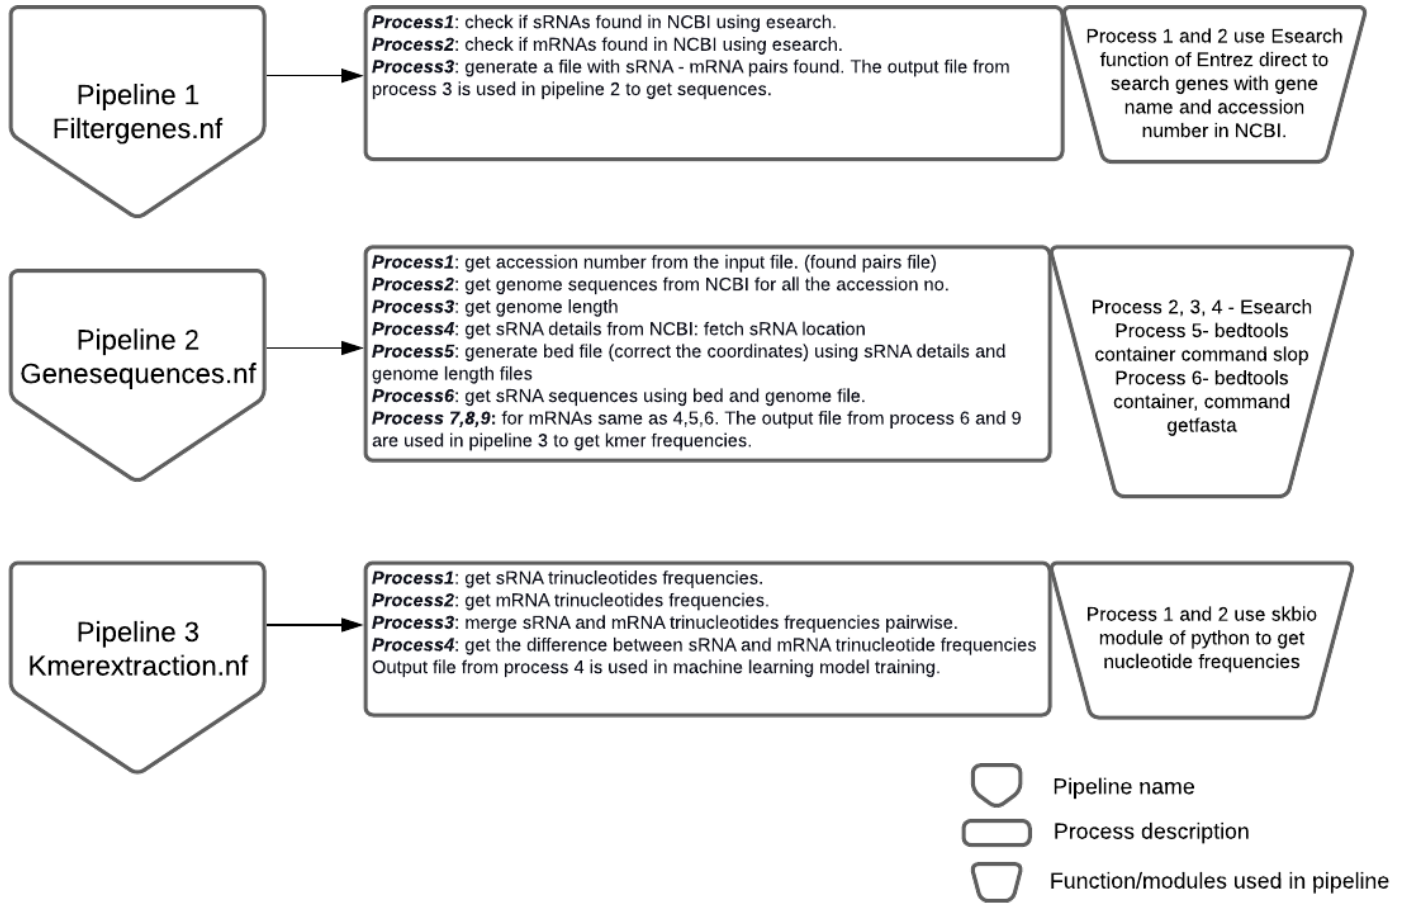 Pipeline 1
Filtergenes.nf
Process1: check if sRNAs found in NCBI using esearch.
Process2: check if mRNAs found in NCBI using esearch.
Process3: generate a file with sRNA - mRNA pairs found. The output file from
process 3 is used in pipeline 2 to get sequences.
Process 1 and 2 use Esearch
function of Entrez direct to
search genes with gene
name and accession
number in NCBI.
Pipeline 2
Genesequences.nf
Process1: get accession number from the input file. (found pairs file)
Process2: get genome sequences from NCBI for all the accession no.
Process3: get genome length
Process4: get sRNA details from NCBI: fetch sRNA location
Process5: generate bed file (correct the coordinates) using sRNA details and
genome length files
Process6: get sRNA sequences using bed and genome file.
Process 7,8,9: for mRNAs same as 4,5,6. The output file from process 6 and 9
are used in pipeline 3 to get kmer frequencies.
Process 2, 3, 4 - Esearch
Process 5- bedtools
container command slop
Process 6- bedtools
container, command
getfasta
Pipeline 3
Kmerextraction.nf
Process1: get sRNA trinucleotides frequencies.
Process2: get mRNA trinucleotides frequencies.
Process3: merge sRNA and mRNA trinucleotides frequencies pairwise.
Process4: get the difference between sRNA and mRNA trinucleotide frequencies
Output file from process 4 is used in machine learning model training.
Process 1 and 2 use skbio
module of python to get
nucleotide frequencies
Pipeline name
Process description
Function/modules used in pipeline